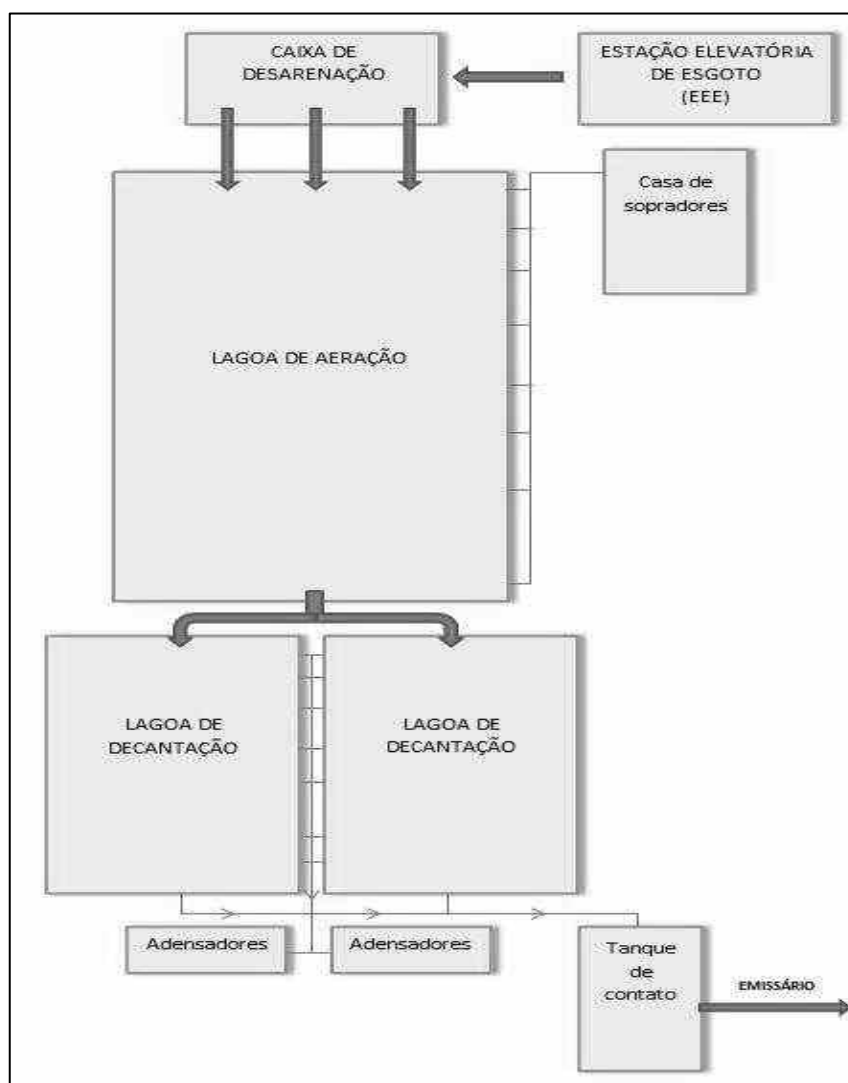 CAIXA DE
DESARENAÇÃO
ESTAÇÃO ELEVATÓRIA
DE ESGOTO
(EEE)
Casa de
sopradores
LAGOA DE AERAÇÃO
LAGOA DE
DECANTAÇÃO
LAGOA DE
DECANTAÇÃO
Adensadores
Adensadores
Tanque
de
contato
EMISSÁRIO